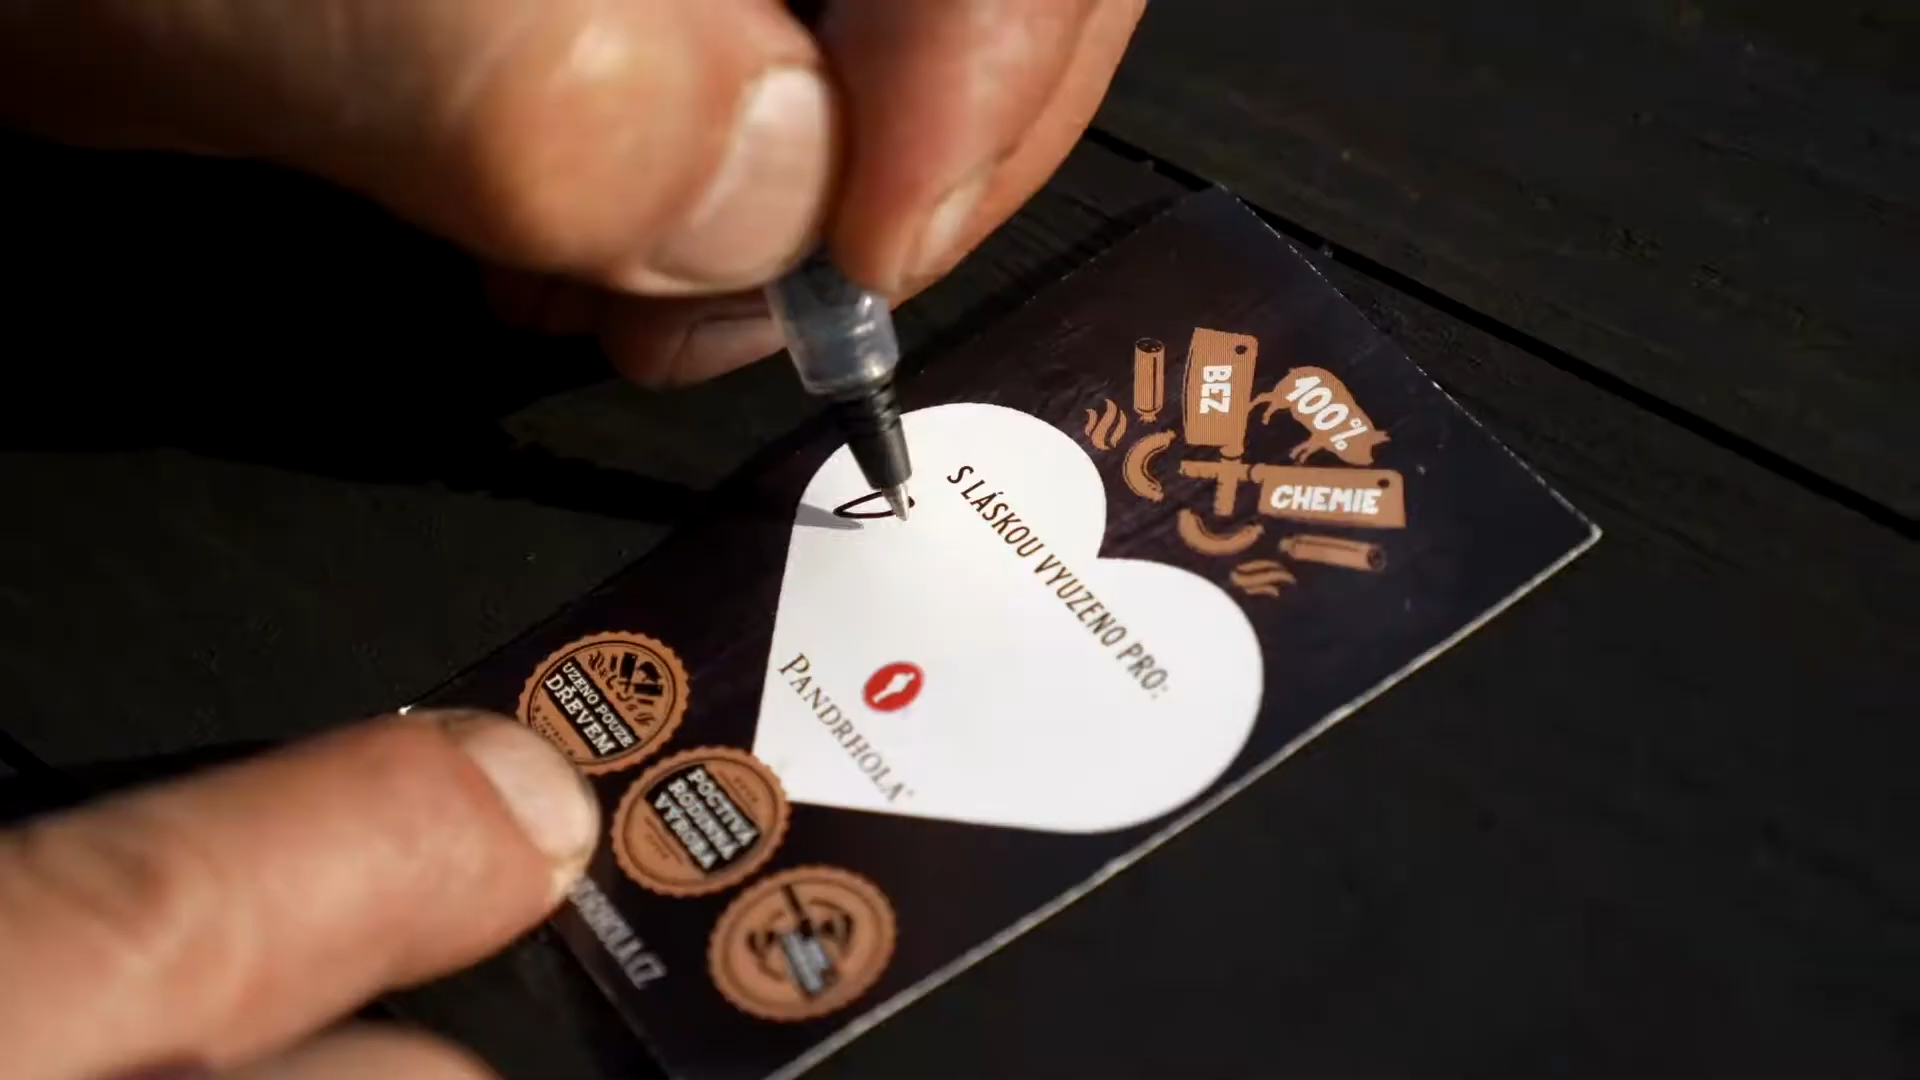 BEZ
100%
CHEMIE
S LÁSKOU VYUZENO PRO:
PANDRHOLA®
UZENO POUZE
DŘEVEM
POCTIVÁ
RODINNÁ
VÝROBA